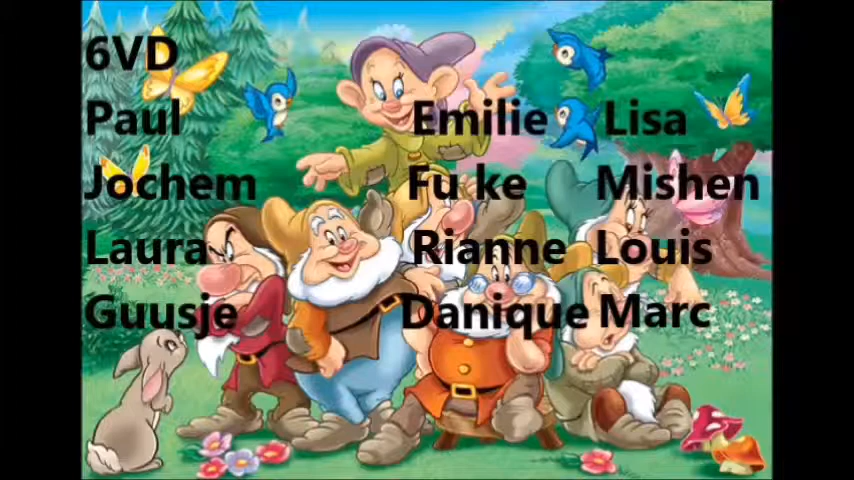 6VD
Paul Emilie Lisa
Jochem Fu ke Mishen
Laura Rianne Louis
Guusje Danique Marc